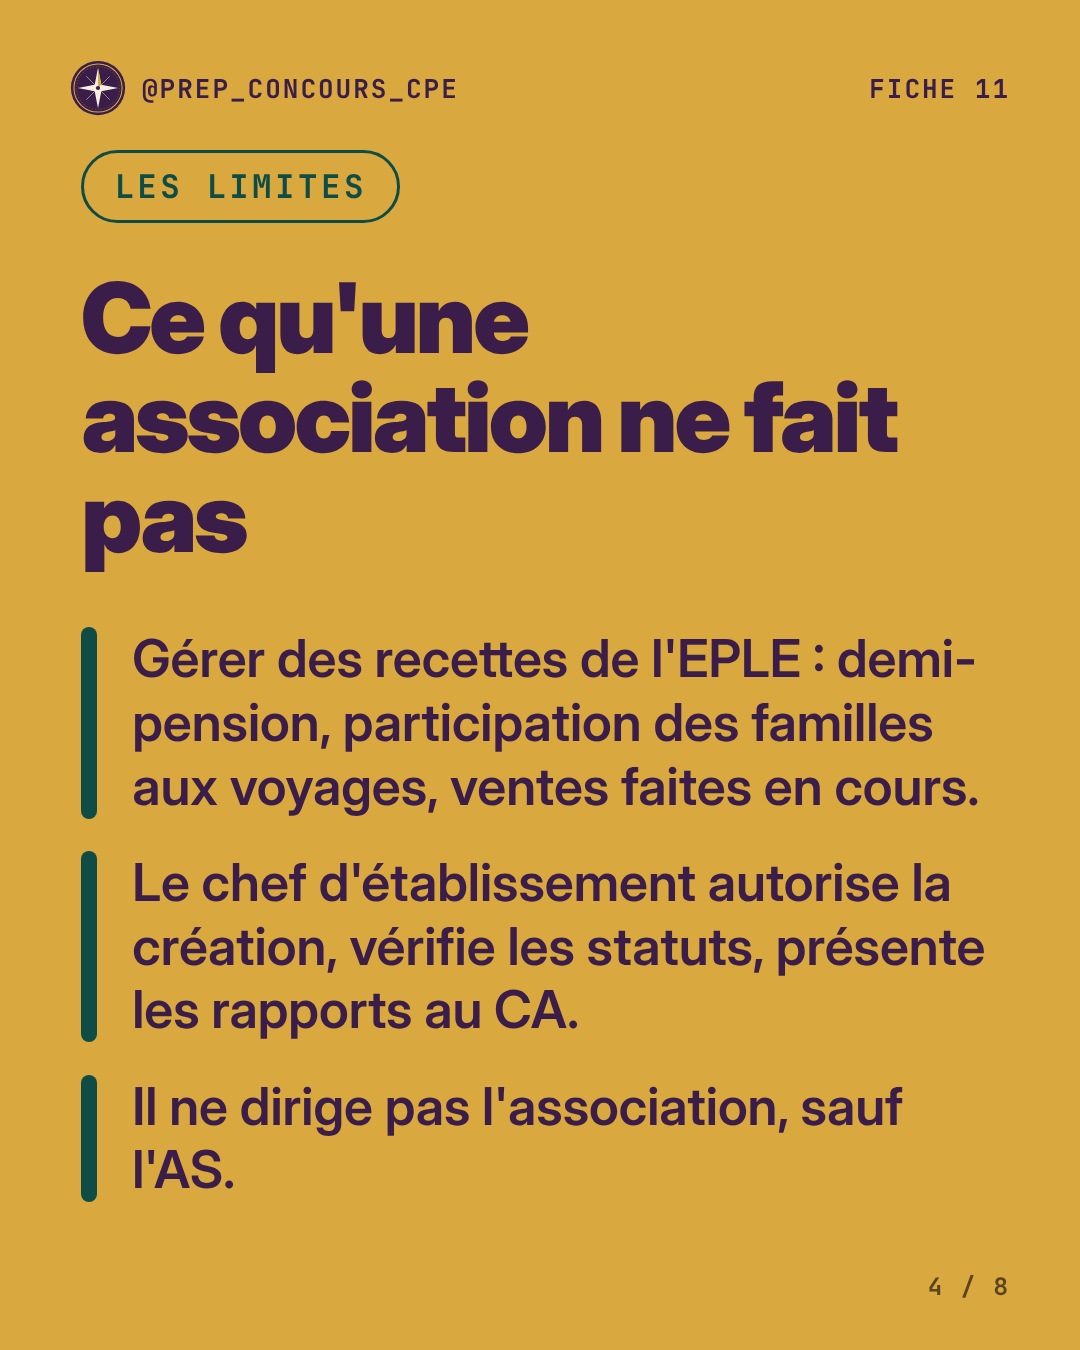 @PREP_CONCOURS_CPE
FICHE 11
LES LIMITES
Ce qu'une
association ne fait
pas
Gérer des recettes de l'EPLE : demi-
pension, participation des familles
aux voyages, ventes faites en cours.
Le chef d'établissement autorise la
création, vérifie les statuts, présente
les rapports au CA.
Il ne dirige pas l'association, sauf
l'AS.
4 / 8